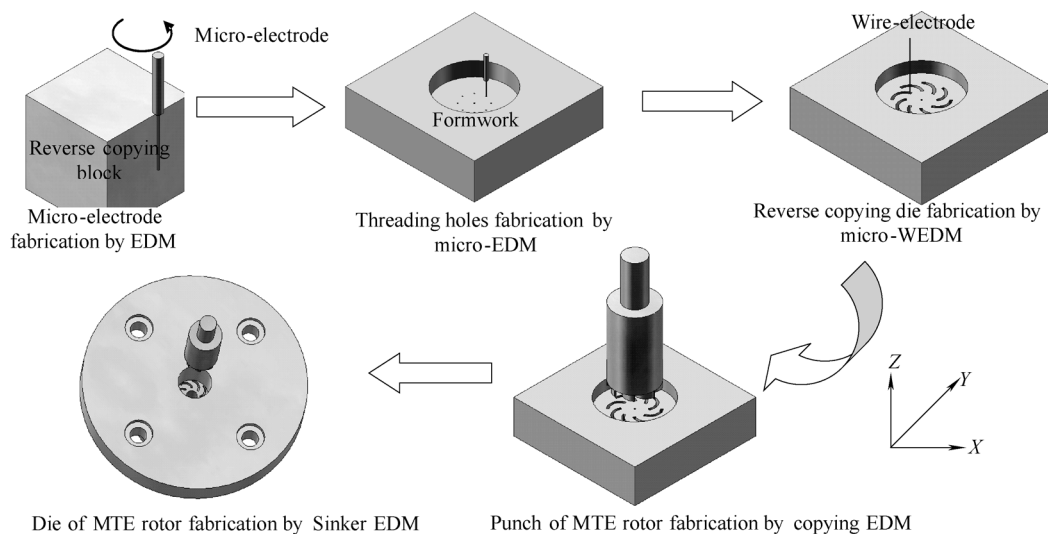 Micro-electrode
Reverse copying
block
Micro-electrode
fabrication by EDM
Formwork
Threading holes fabrication by
micro-EDM
Wire-electrode
Reverse copying die fabrication by
micro-WEDM
Die of MTE rotor fabrication by Sinker EDM
Punch of MTE rotor fabrication by copying EDM
Z
Y
X